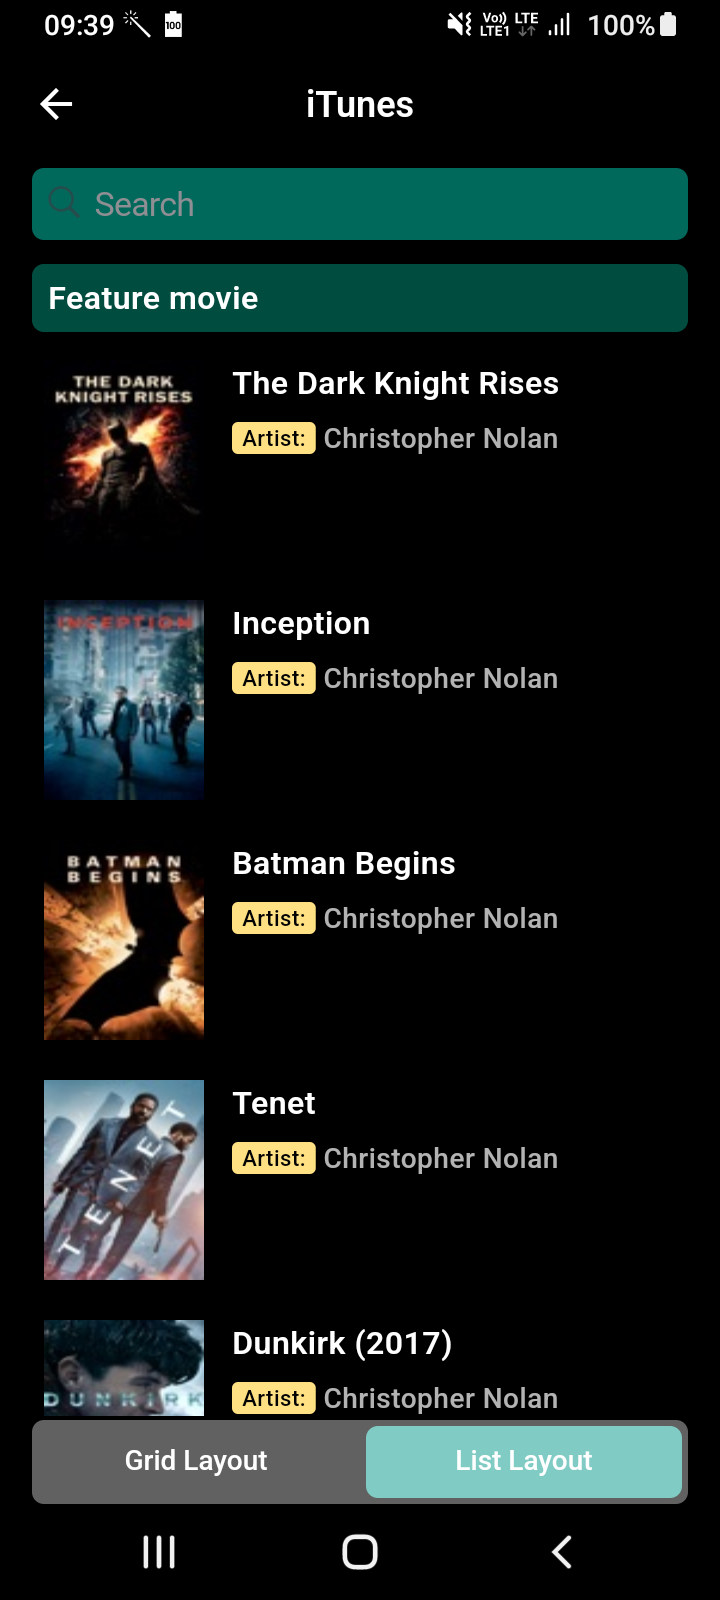 09:39
100
Vo)) LTE
LTE1
100%
iTunes
Search
Feature movie
THE DARK
KNIGHT RISES
The Dark Knight Rises
Artist: Christopher Nolan
INCEPTION
Inception
Artist: Christopher Nolan
BATMAN
BEGINS
Batman Begins
Artist: Christopher Nolan
TENET
Tenet
Artist: Christopher Nolan
DUNKIRK
Dunkirk (2017)
Artist: Christopher Nolan
Grid Layout
List Layout